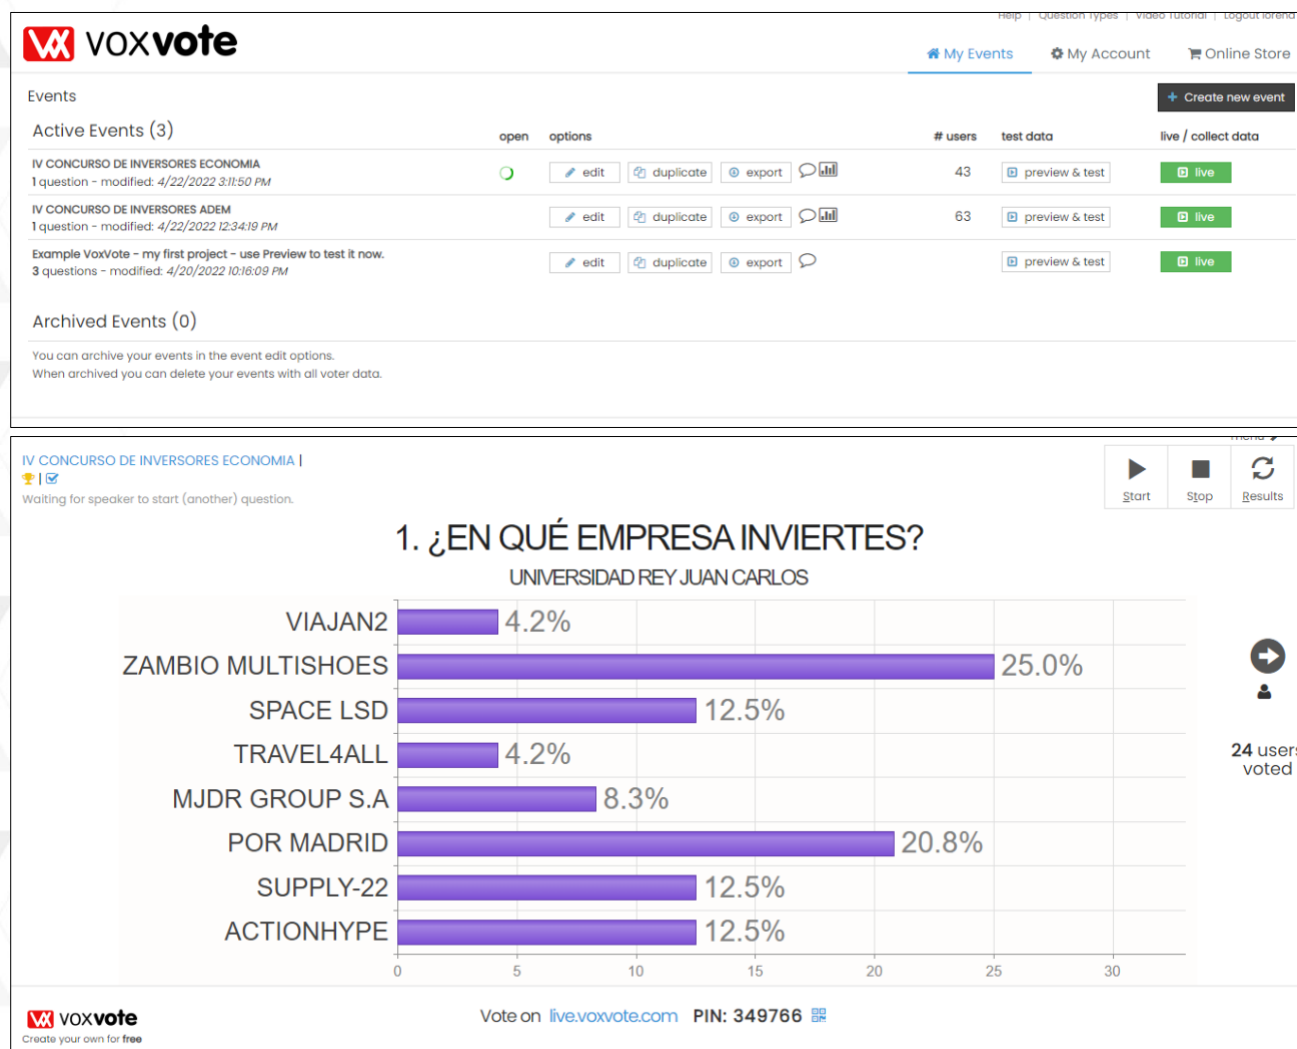 Help | Question Types | Video Tutorial | Logout lorena
voxvote
My Events My Account Online Store
Events
+ Create new event
Active Events (3)
open options # users test data live / collect data
IV CONCURSO DE INVERSORES ECONOMIA
1 question - modified: 4/22/2022 3:11:50 PM
edit duplicate export 43 preview & test live
IV CONCURSO DE INVERSORES ADEM
1 question - modified: 4/22/2022 12:34:19 PM
edit duplicate export 63 preview & test live
Example VoxVote - my first project - use Preview to test it now.
3 questions - modified: 4/20/2022 10:16:09 PM
edit duplicate export preview & test live
Archived Events (0)
You can archive your events in the event edit options.
When archived you can delete your events with all voter data.
menu
IV CONCURSO DE INVERSORES ECONOMIA |
|
Waiting for speaker to start (another) question.
Start Stop Results
1. ¿EN QUÉ EMPRESA INVIERTES?
UNIVERSIDAD REY JUAN CARLOS
VIAJAN2 4.2%
ZAMBIO MULTISHOES 25.0%
SPACE LSD 12.5%
TRAVEL4ALL 4.2%
MJDR GROUP S.A 8.3%
POR MADRID 20.8%
SUPPLY-22 12.5%
ACTIONHYPE 12.5%
0 5 10 15 20 25 30
24 users
voted
Vote on live.voxvote.com PIN: 349766
voxvote
Create your own for free